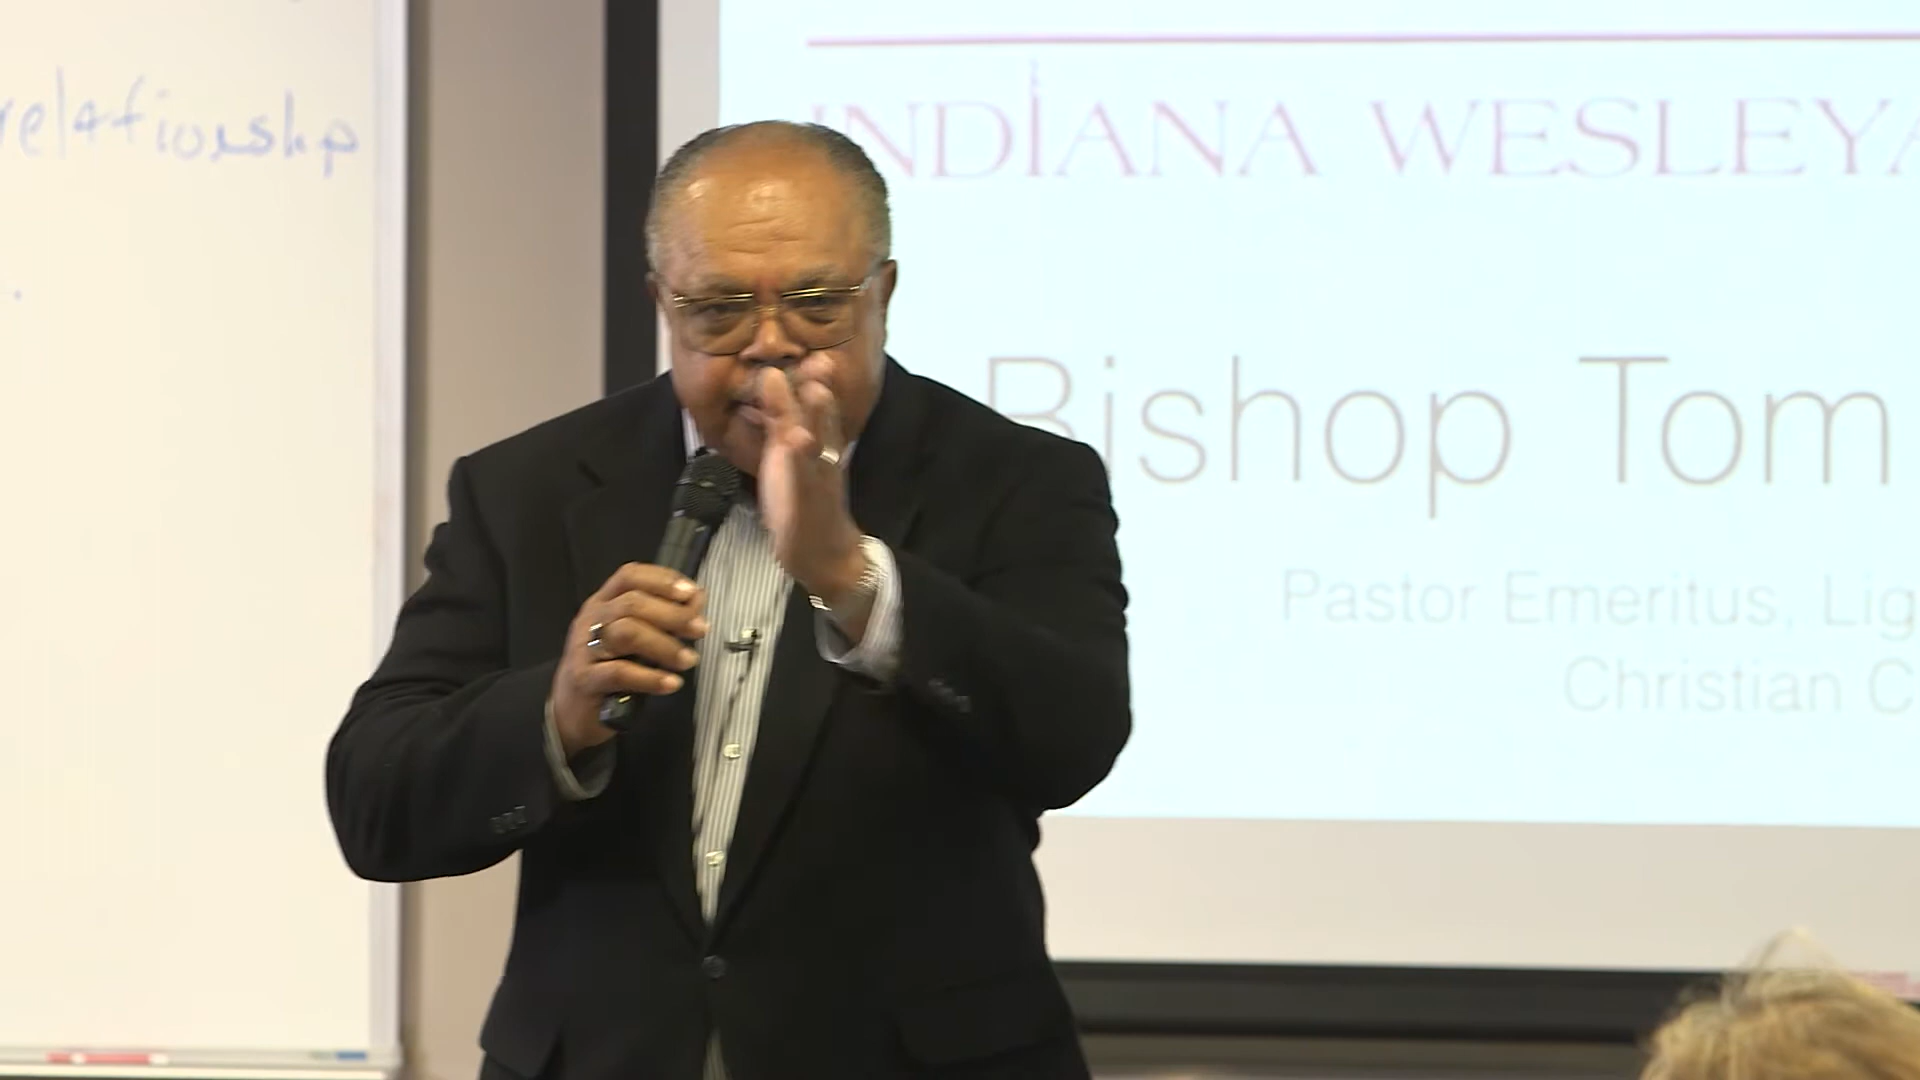 relationship
INDIANA WESLEYA
Bishop Tom
Pastor Emeritus, Lig
Christian C